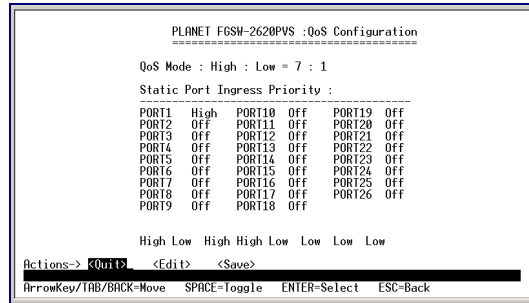 PLANET FGSW-2620PVS :QoS Configuration
======================================
QoS Mode : High : Low = 7 : 1
Static Port Ingress Priority :
------------------------------------------
PORT1 High PORT10 Off PORT19 Off
PORT2 Off PORT11 Off PORT20 Off
PORT3 Off PORT12 Off PORT21 Off
PORT4 Off PORT13 Off PORT22 Off
PORT5 Off PORT14 Off PORT23 Off
PORT6 Off PORT15 Off PORT24 Off
PORT7 Off PORT16 Off PORT25 Off
PORT8 Off PORT17 Off PORT26 Off
PORT9 Off PORT18 Off
High Low High High Low Low Low Low
Actions-> <Quit> <Edit> <Save>
ArrowKey/TAB/BACK=Move SPACE=Toggle ENTER=Select ESC=Back